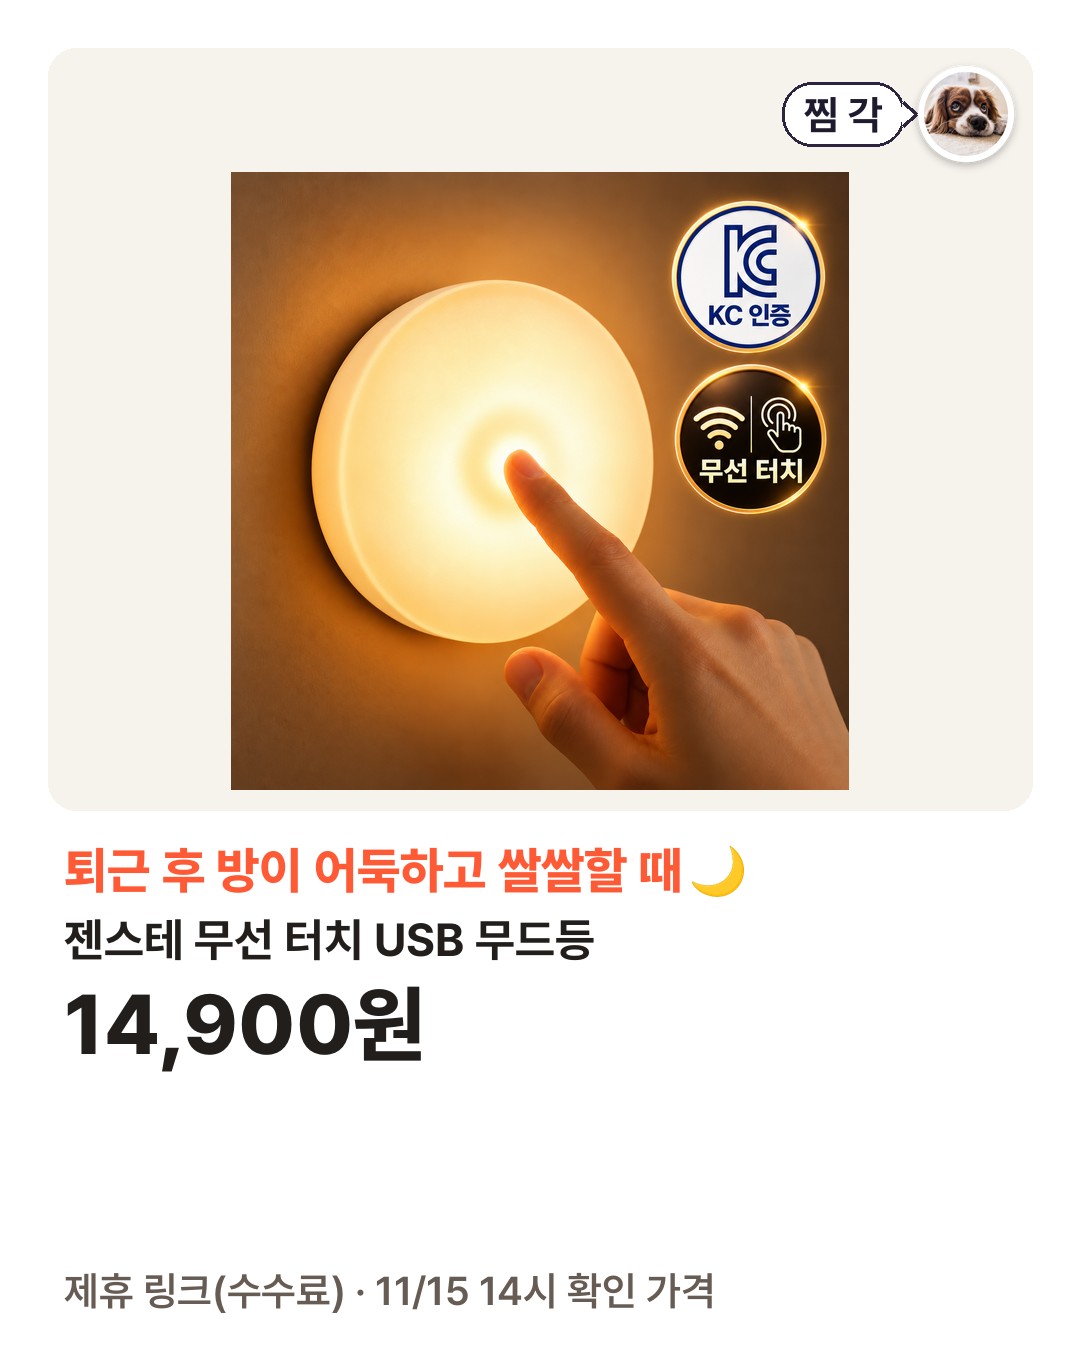 찜 각
KC 인증
무선 터치
퇴근 후 방이 어둑하고 쌀쌀할 때🌙
젠스테 무선 터치 USB 무드등
14,900원
제휴 링크(수수료) · 11/15 14시 확인 가격